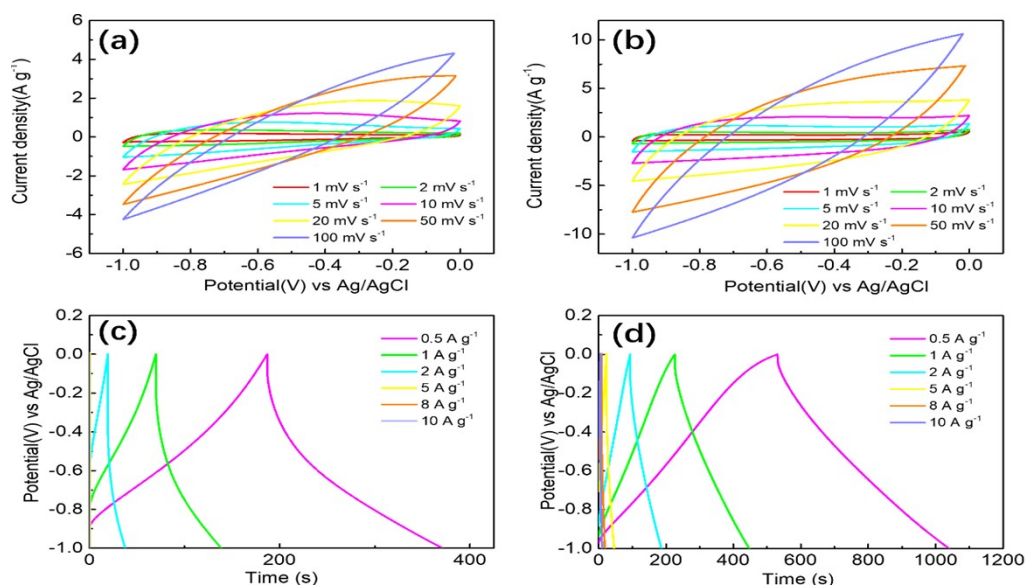 (a)
Current density(A g⁻¹)
6
4
2
0
-2
-4
-6
1 mV s⁻¹ 2 mV s⁻¹
5 mV s⁻¹ 10 mV s⁻¹
20 mV s⁻¹ 50 mV s⁻¹
100 mV s⁻¹
-1.0 -0.8 -0.6 -0.4 -0.2 0.0
Potential(V) vs Ag/AgCl
(b)
Current density(A g⁻¹)
10
5
0
-5
-10
1 mV s⁻¹ 2 mV s⁻¹
5 mV s⁻¹ 10 mV s⁻¹
20 mV s⁻¹ 50 mV s⁻¹
100 mV s⁻¹
-1.0 -0.8 -0.6 -0.4 -0.2 0.0
Potential(V) vs Ag/AgCl
(c)
Potential(V) vs Ag/AgCl
0.2
0.0
-0.2
-0.4
-0.6
-0.8
-1.0
0.5 A g⁻¹
1 A g⁻¹
2 A g⁻¹
5 A g⁻¹
8 A g⁻¹
10 A g⁻¹
0 200 400
Time (s)
(d)
Potential(V) vs Ag/AgCl
0.2
0.0
-0.2
-0.4
-0.6
-0.8
-1.0
0.5 A g⁻¹
1 A g⁻¹
2 A g⁻¹
5 A g⁻¹
8 A g⁻¹
10 A g⁻¹
0 200 400 600 800 1000 1200
Time (s)